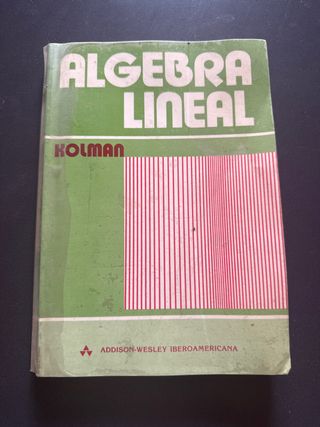 ALGEBRA
LINEAL
KOLMAN
ADDISON-WESLEY IBEROAMERICANA